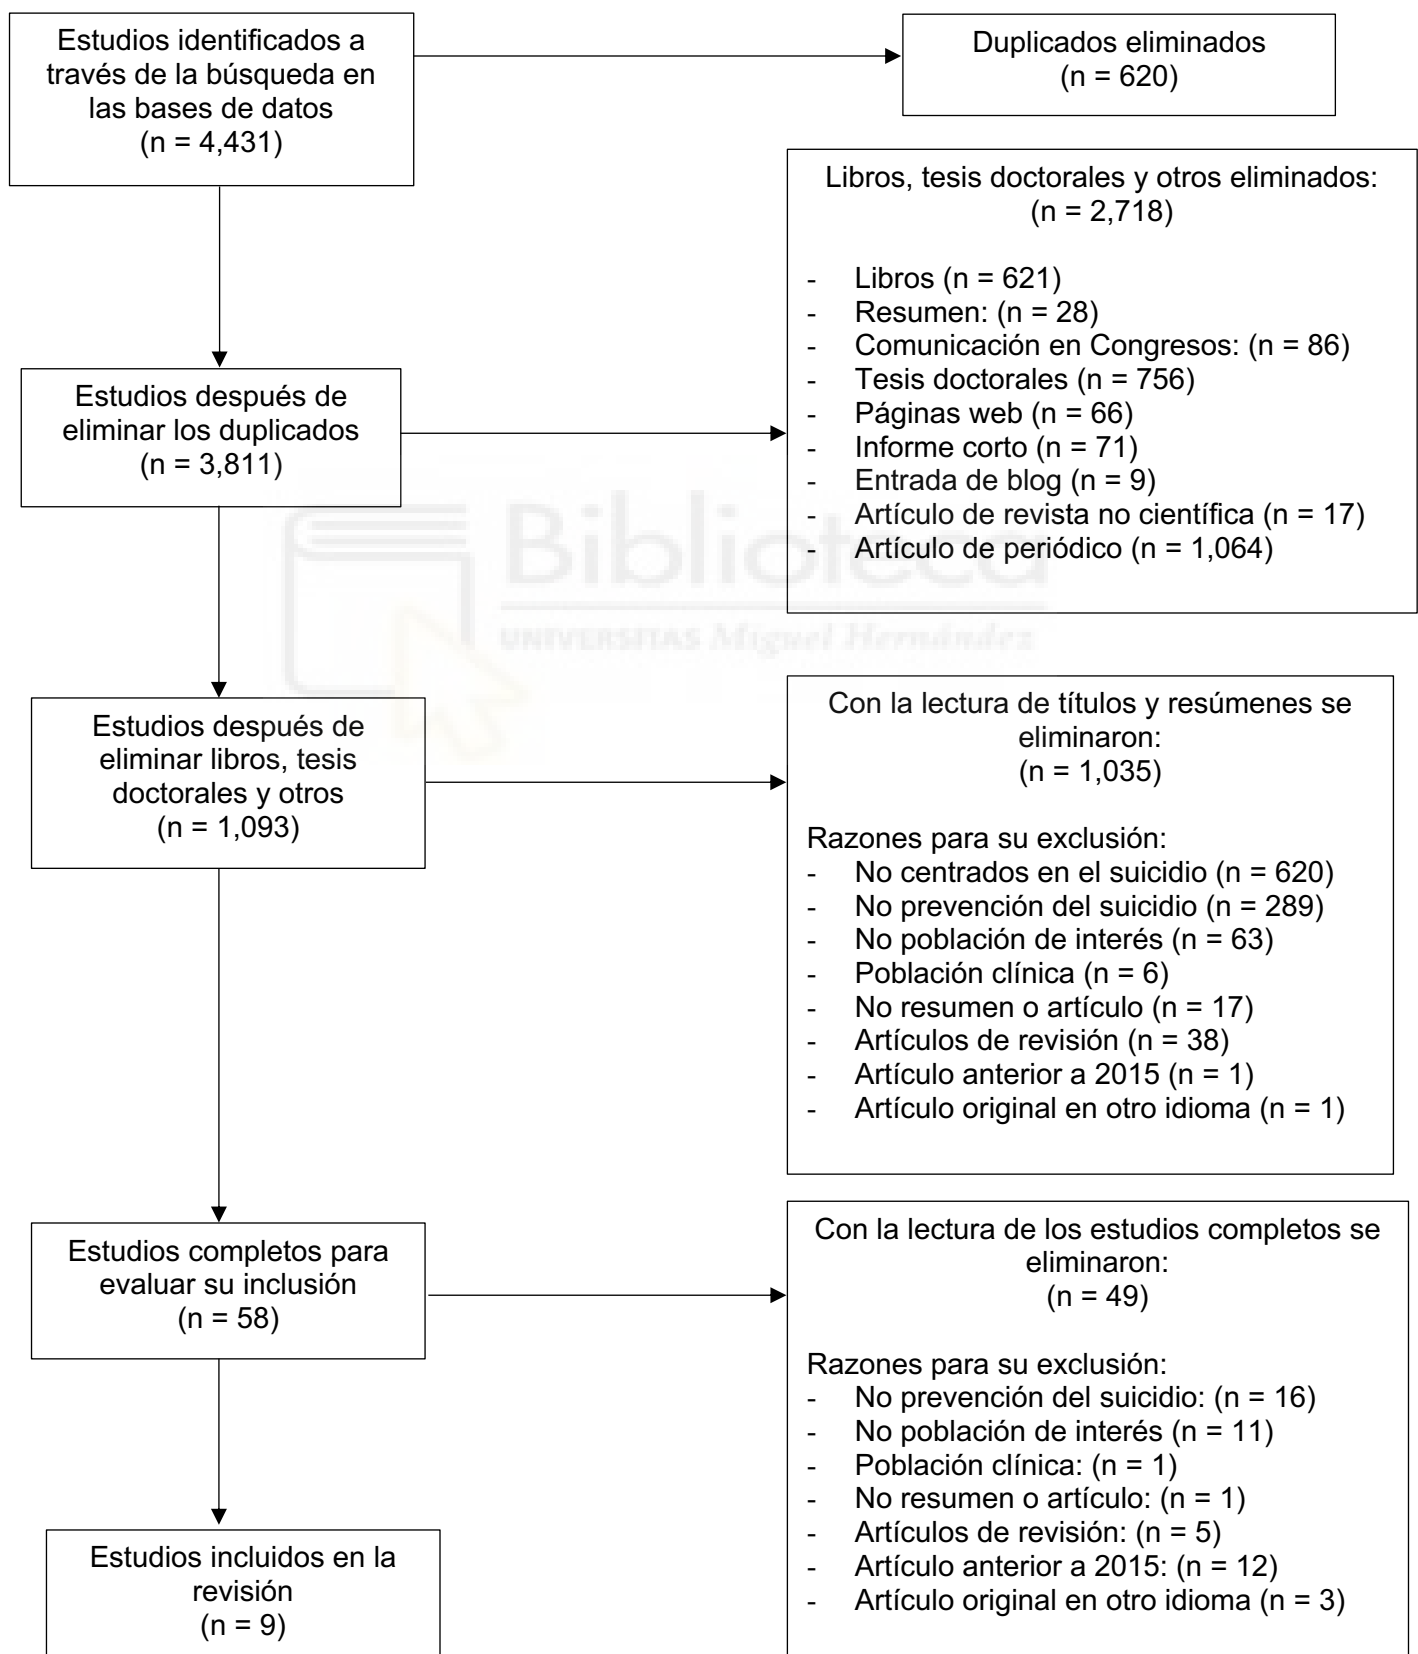 Estudios identificados a
través de la búsqueda en
las bases de datos
(n = 4,431)
Duplicados eliminados
(n = 620)
Libros, tesis doctorales y otros eliminados:
(n = 2,718)
- Libros (n = 621)
- Resumen: (n = 28)
- Comunicación en Congresos: (n = 86)
- Tesis doctorales (n = 756)
- Páginas web (n = 66)
- Informe corto (n = 71)
- Entrada de blog (n = 9)
- Artículo de revista no científica (n = 17)
- Artículo de periódico (n = 1,064)
Estudios después de
eliminar los duplicados
(n = 3,811)
Biblioteca
UNIVERSITAS Miguel Hernández
Estudios después de
eliminar libros, tesis
doctorales y otros
(n = 1,093)
Con la lectura de títulos y resúmenes se
eliminaron:
(n = 1,035)
Razones para su exclusión:
- No centrados en el suicidio (n = 620)
- No prevención del suicidio (n = 289)
- No población de interés (n = 63)
- Población clínica (n = 6)
- No resumen o artículo (n = 17)
- Artículos de revisión (n = 38)
- Artículo anterior a 2015 (n = 1)
- Artículo original en otro idioma (n = 1)
Estudios completos para
evaluar su inclusión
(n = 58)
Con la lectura de los estudios completos se
eliminaron:
(n = 49)
Razones para su exclusión:
- No prevención del suicidio: (n = 16)
- No población de interés (n = 11)
- Población clínica: (n = 1)
- No resumen o artículo: (n = 1)
- Artículos de revisión: (n = 5)
- Artículo anterior a 2015: (n = 12)
- Artículo original en otro idioma (n = 3)
Estudios incluidos en la
revisión
(n = 9)